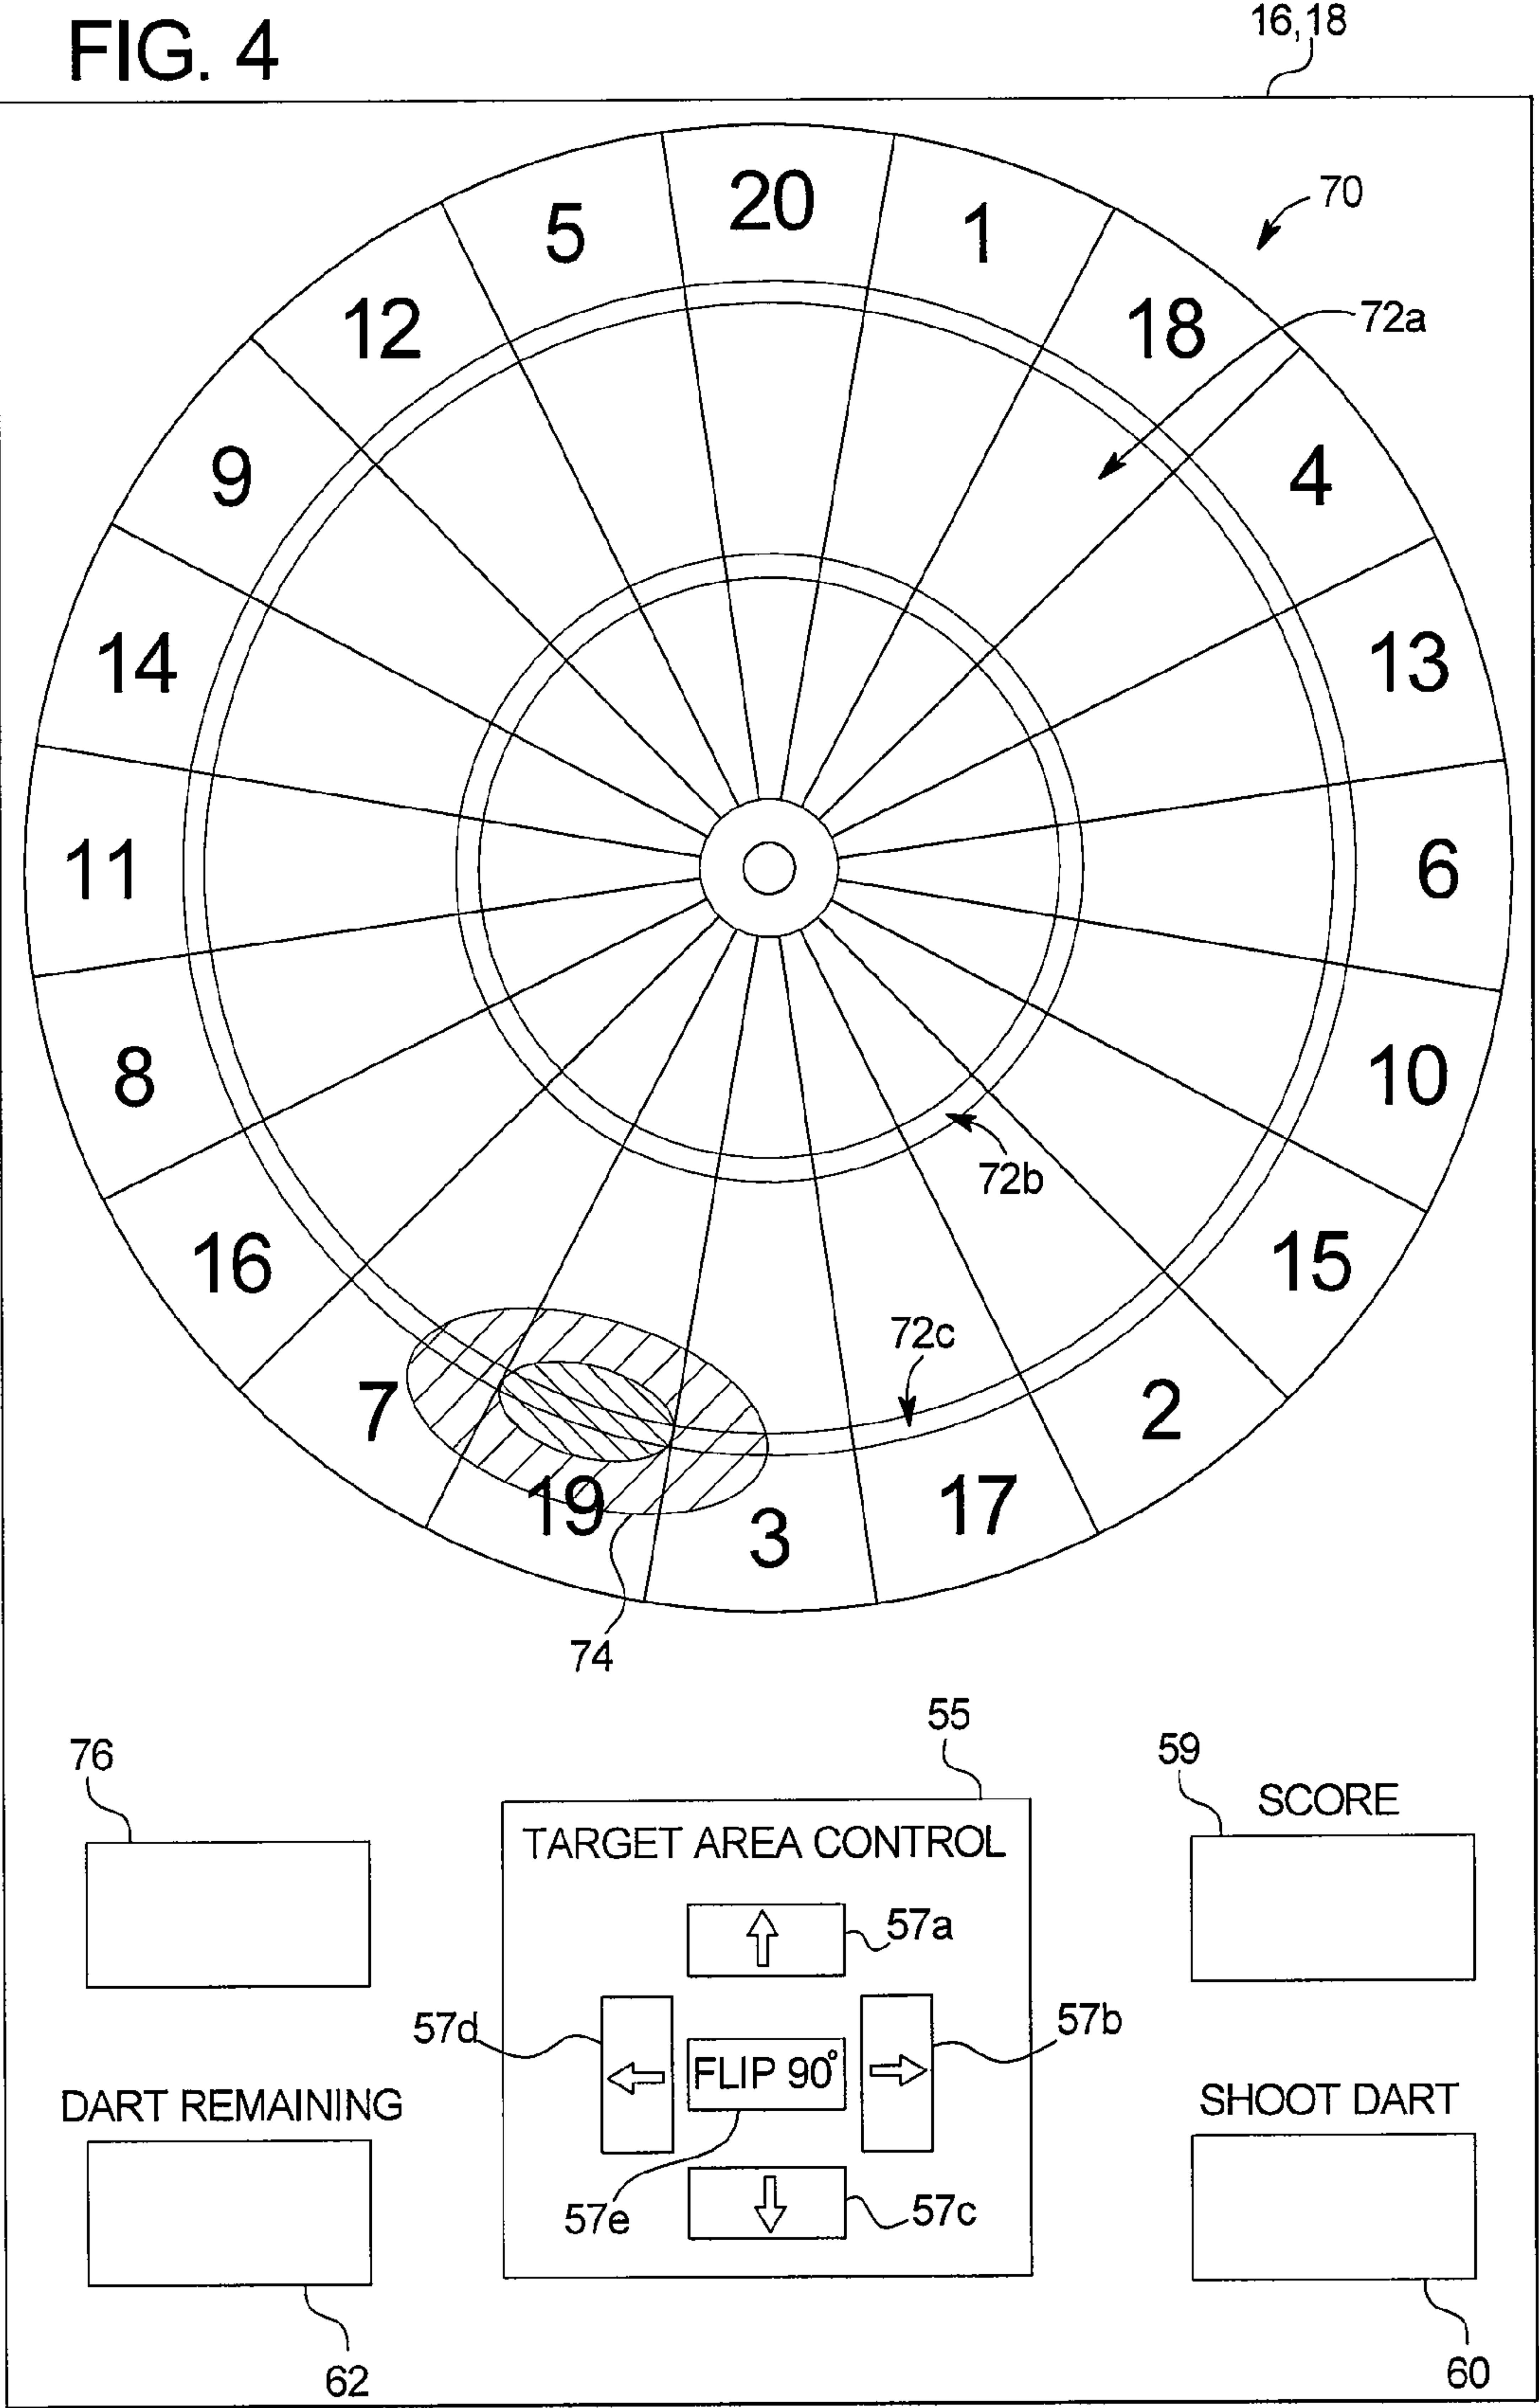 FIG. 4
16,18
70
20
5
1
12
18
72a
9
4
14
13
11
6
8
10
72b
16
15
72c
7
2
19
17
3
74
55
76
59
SCORE
TARGET AREA CONTROL
57a
57d
57b
FLIP 90°
DART REMAINING
SHOOT DART
57e
57c
62
60